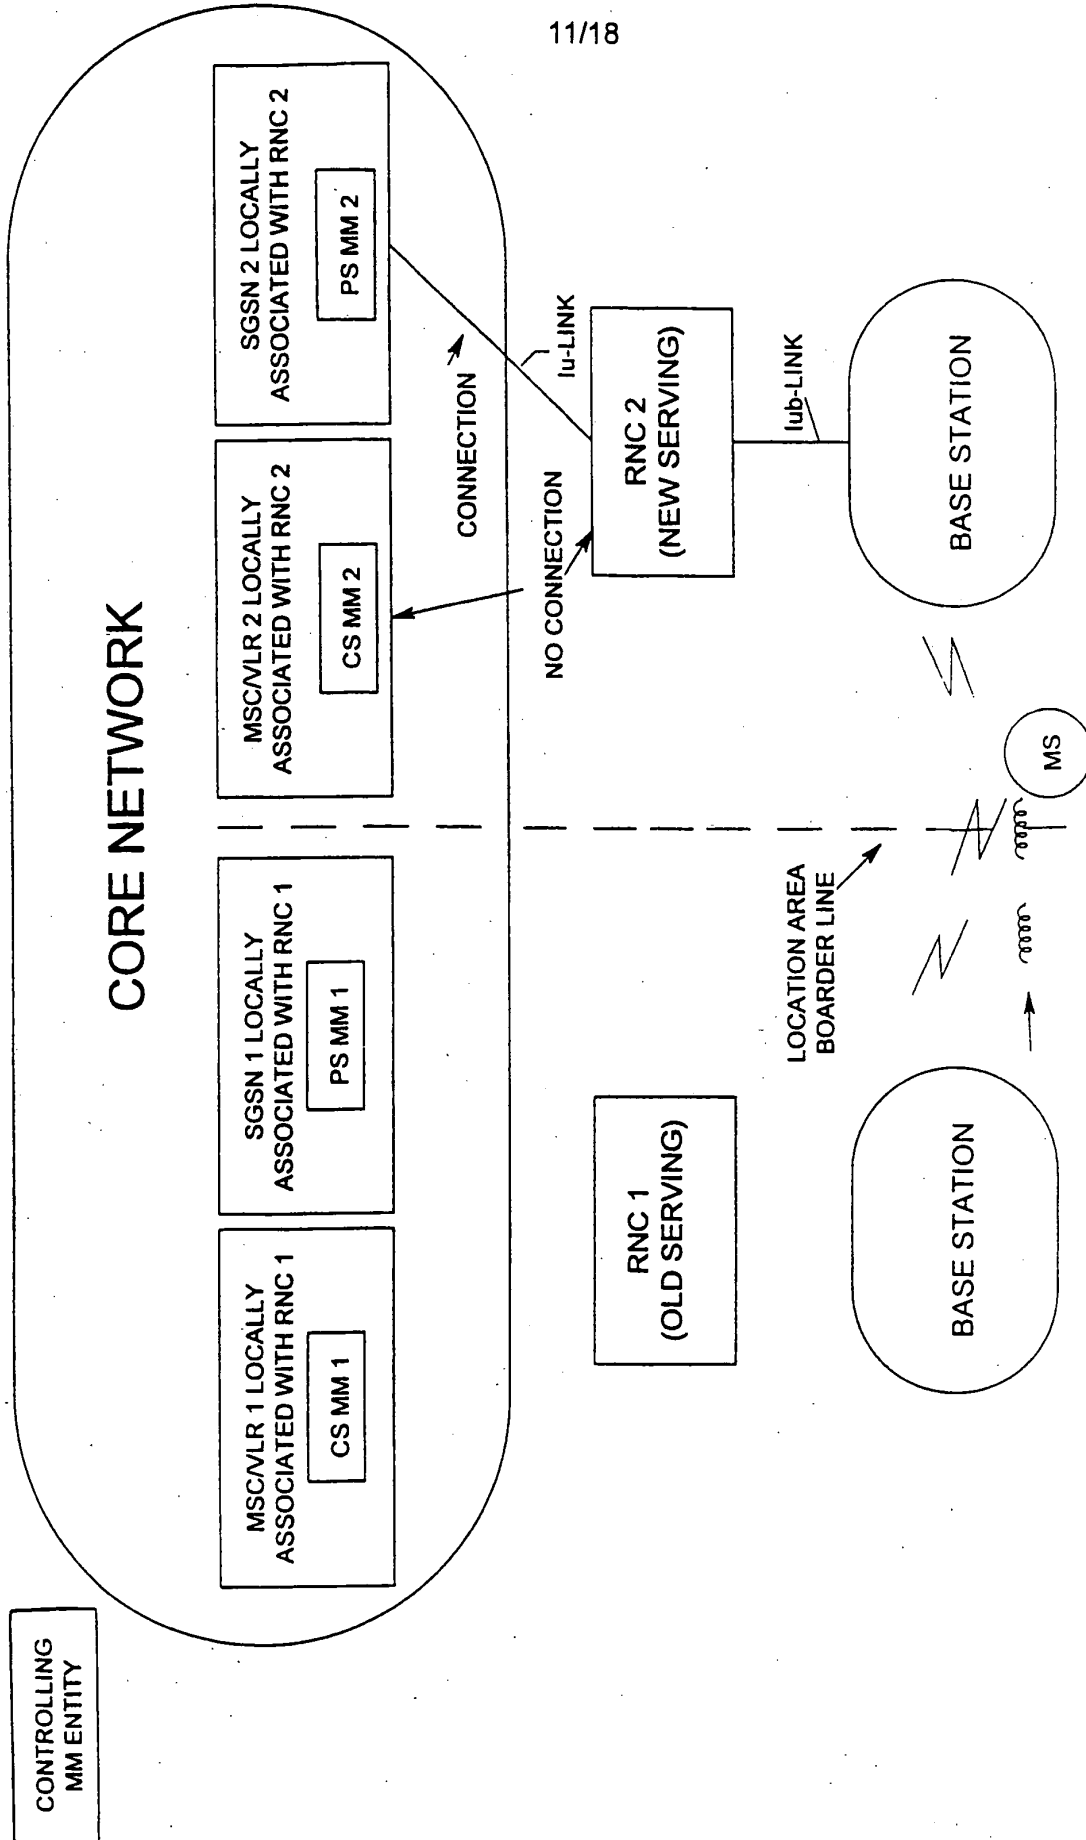 11/18
CONTROLLING
MM ENTITY
CORE NETWORK
MSC/VLR 1 LOCALLY
ASSOCIATED WITH RNC 1
CS MM 1
SGSN 1 LOCALLY
ASSOCIATED WITH RNC 1
PS MM 1
MSC/VLR 2 LOCALLY
ASSOCIATED WITH RNC 2
CS MM 2
SGSN 2 LOCALLY
ASSOCIATED WITH RNC 2
PS MM 2
CONNECTION
NO CONNECTION
Iu-LINK
RNC 1
(OLD SERVING)
RNC 2
(NEW SERVING)
LOCATION AREA
BOARDER LINE
Iub-LINK
BASE STATION
BASE STATION
MS